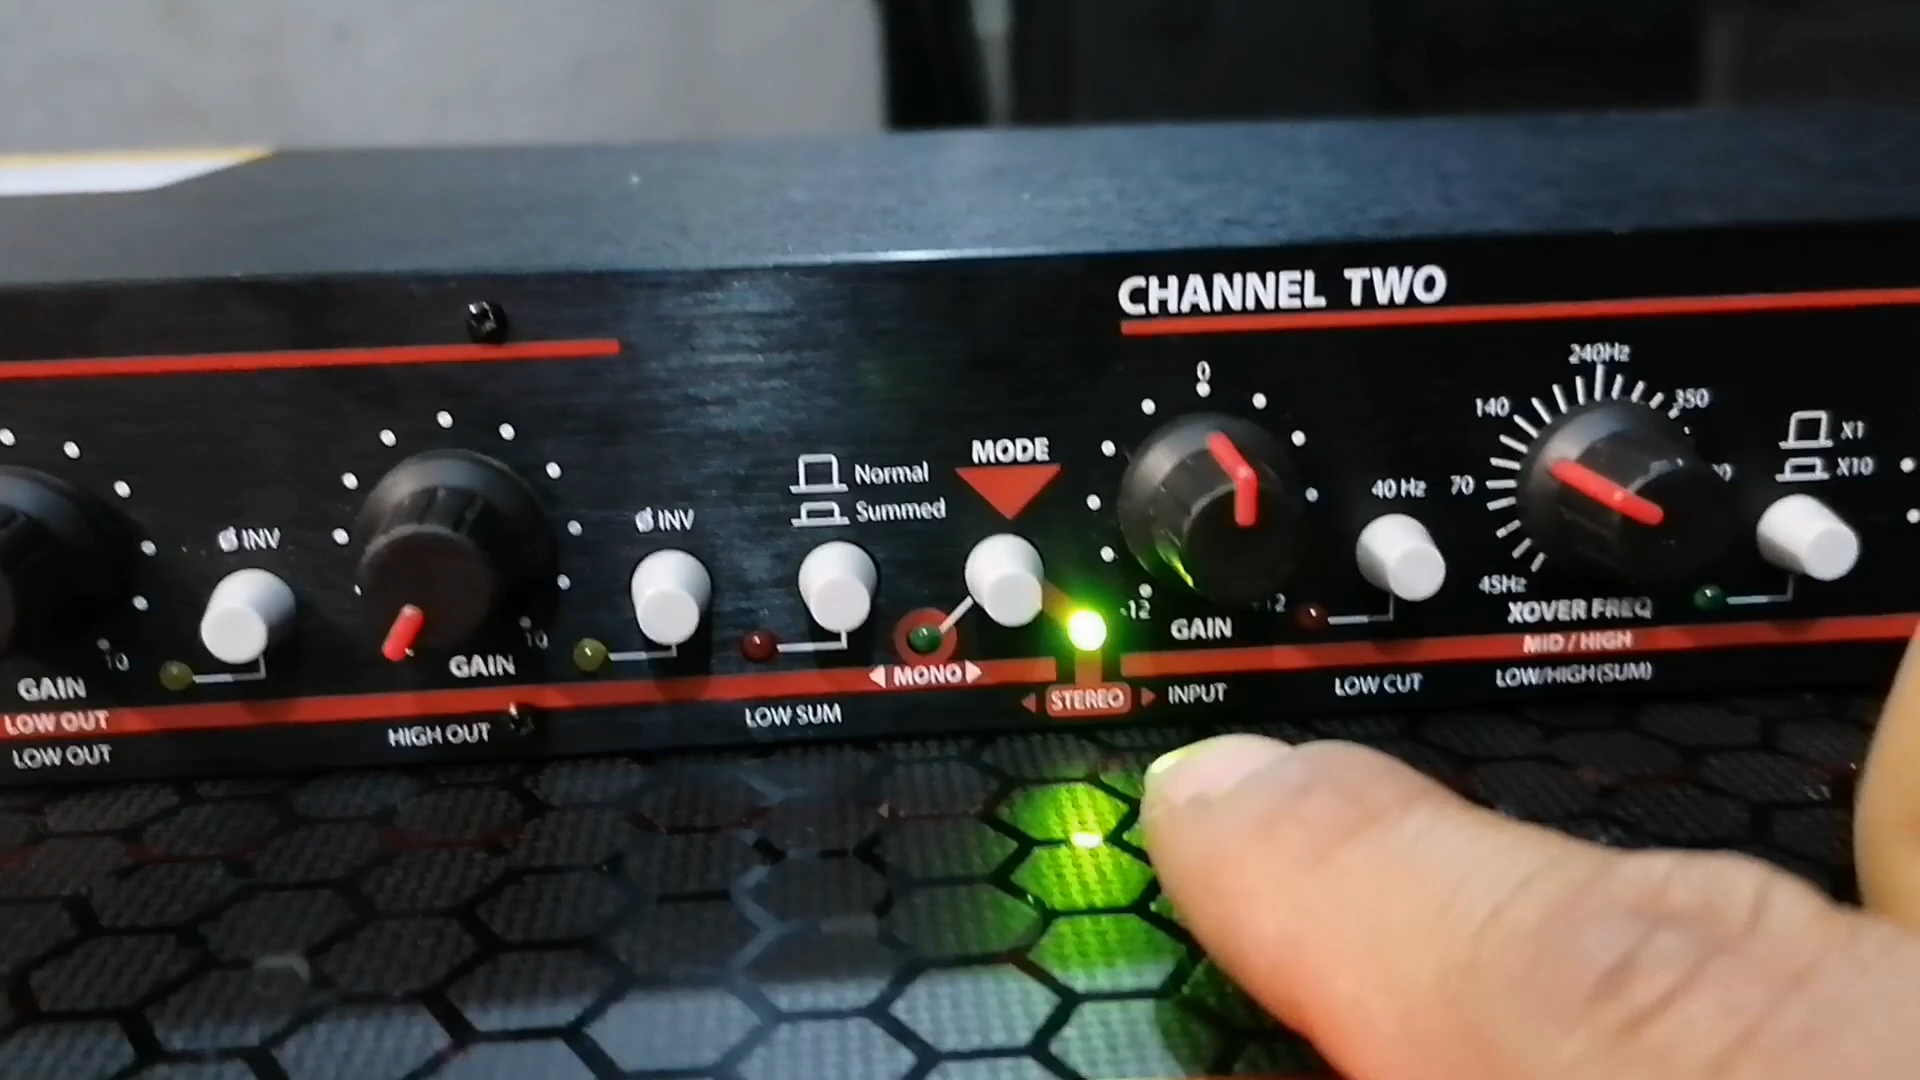 CHANNEL TWO
0
240Hz
140
350
X1
X10
MODE
Normal
Summed
40 Hz
70
Ø INV
Ø INV
45Hz
-12
12
10
10
GAIN
GAIN
GAIN
XOVER FREQ
MID / HIGH
MONO
STEREO
INPUT
LOW CUT
LOW/HIGH(SUM)
LOW OUT
LOW OUT
HIGH OUT
LOW SUM